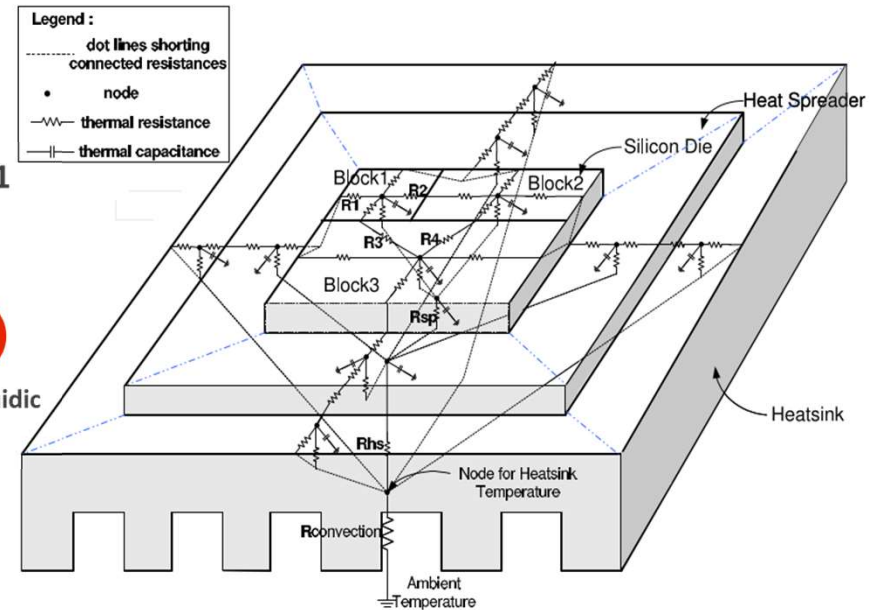 Legend :
dot lines shorting
connected resistances
node
thermal resistance
thermal capacitance
Heat Spreader
Silicon Die
1
Block1
R2
Block2
R1
R3
R4
Block3
Rsp
idic
Heatsink
Rhs
Node for Heatsink
Temperature
Rconvection
Ambient
Temperature